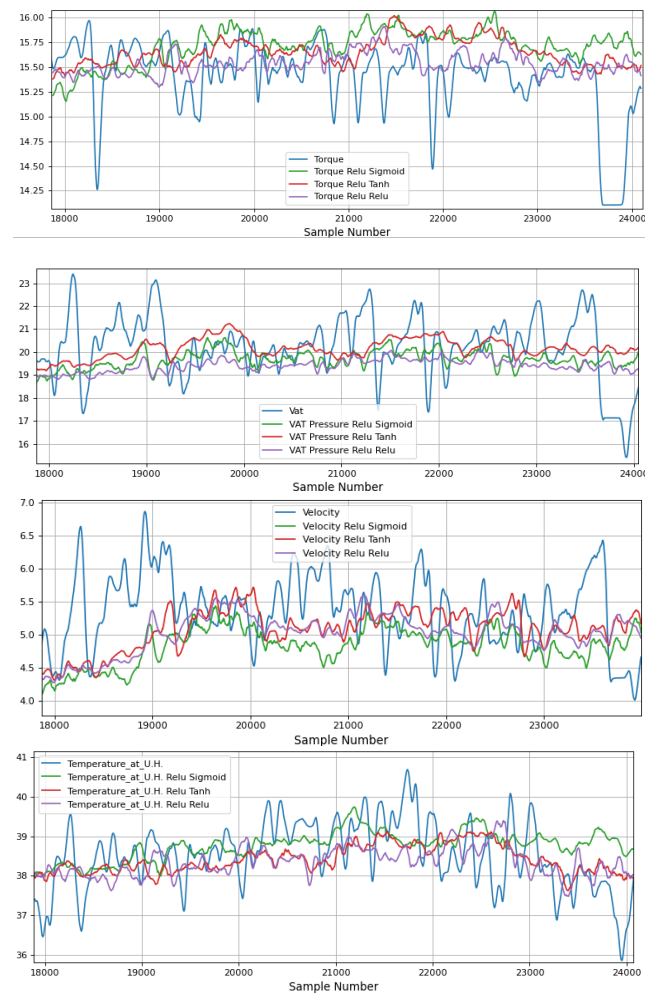 16.00
15.75
15.50
15.25
15.00
14.75
14.50
14.25
Torque
Torque Relu Sigmoid
Torque Relu Tanh
Torque Relu Relu
18000 19000 20000 21000 22000 23000 24000
Sample Number
23
22
21
20
19
18
17
16
Vat
VAT Pressure Relu Sigmoid
VAT Pressure Relu Tanh
VAT Pressure Relu Relu
18000 19000 20000 21000 22000 23000 24000
Sample Number
7.0
6.5
6.0
5.5
5.0
4.5
4.0
Velocity
Velocity Relu Sigmoid
Velocity Relu Tanh
Velocity Relu Relu
18000 19000 20000 21000 22000 23000
Sample Number
41
40
39
38
37
36
Temperature_at_U.H.
Temperature_at_U.H. Relu Sigmoid
Temperature_at_U.H. Relu Tanh
Temperature_at_U.H. Relu Relu
18000 19000 20000 21000 22000 23000 24000
Sample Number